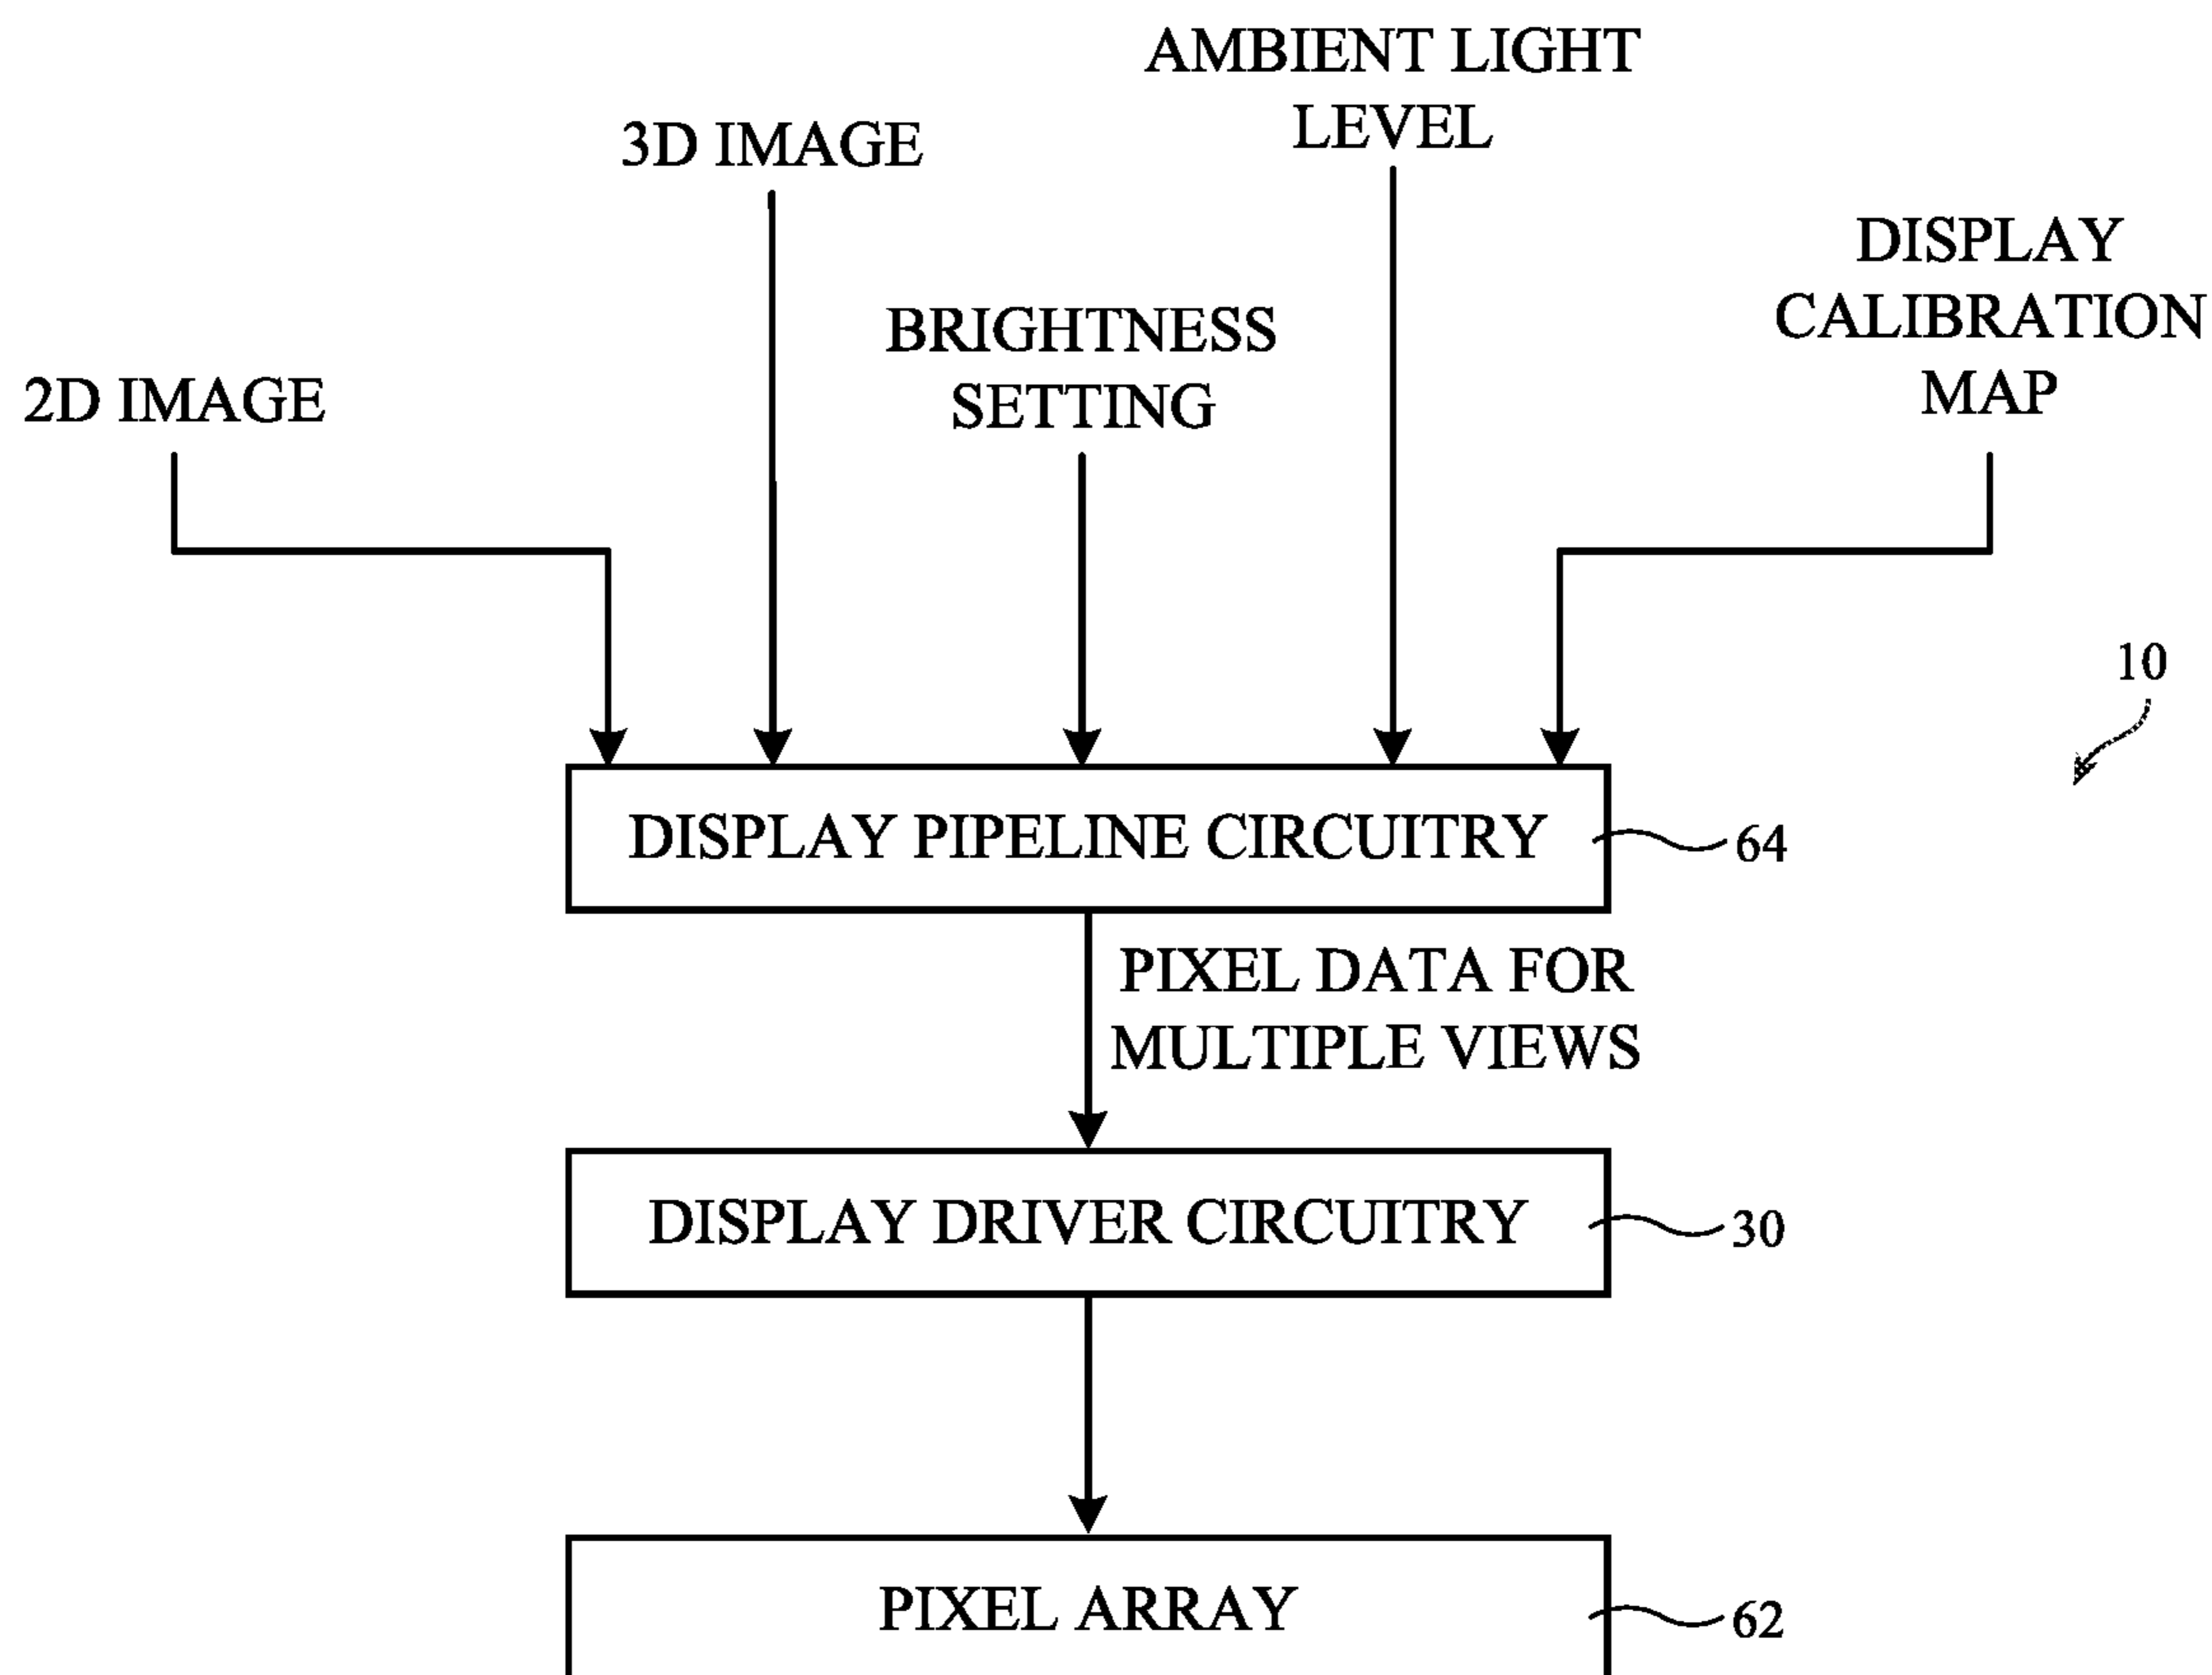 AMBIENT LIGHT
LEVEL
3D IMAGE
DISPLAY
CALIBRATION
MAP
BRIGHTNESS
SETTING
2D IMAGE
10
DISPLAY PIPELINE CIRCUITRY
64
PIXEL DATA FOR
MULTIPLE VIEWS
DISPLAY DRIVER CIRCUITRY
30
PIXEL ARRAY
62